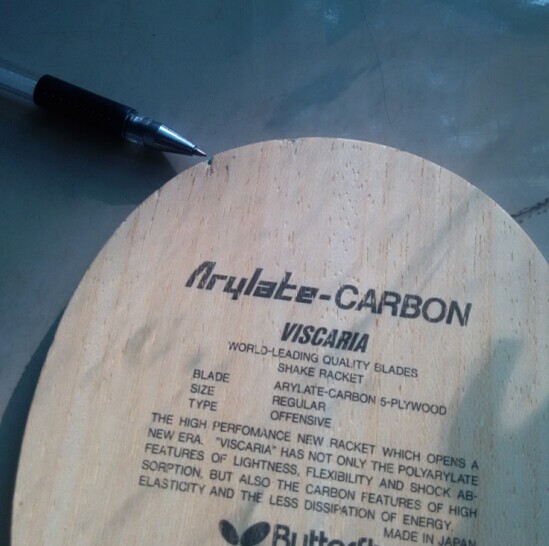 Arylate-CARBON
VISCARIA
WORLD-LEADING QUALITY BLADES
SHAKE RACKET
BLADE ARYLATE-CARBON 5-PLYWOOD
SIZE REGULAR
TYPE OFFENSIVE
THE HIGH PERFOMANCE NEW RACKET WHICH OPENS A
NEW ERA. "VISCARIA" HAS NOT ONLY THE POLYARYLATE
FEATURES OF LIGHTNESS, FLEXIBILITY AND SHOCK AB-
SORPTION, BUT ALSO THE CARBON FEATURES OF HIGH
ELASTICITY AND THE LESS DISSIPATION OF ENERGY.
MADE IN JAPAN